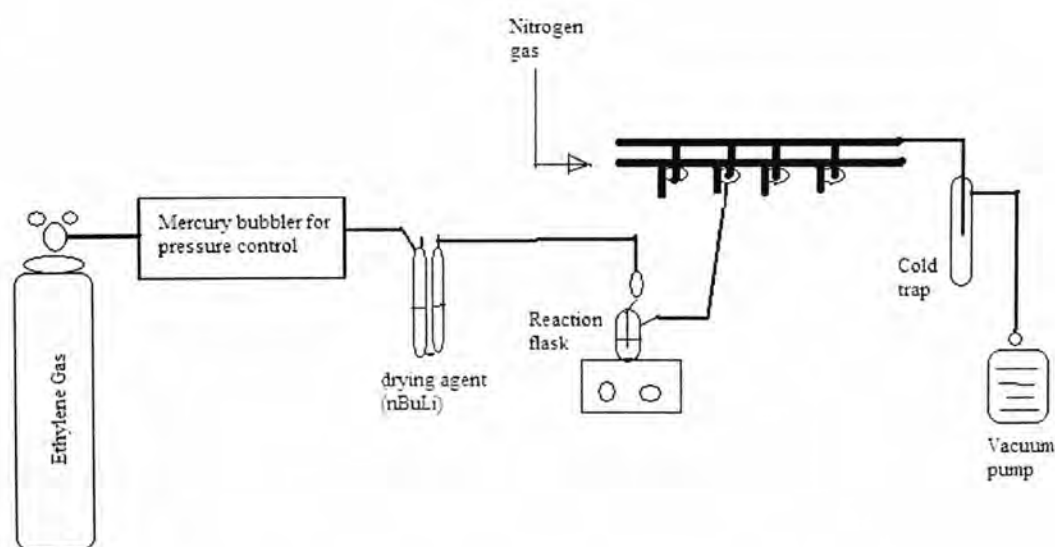 Nitrogen
gas
Mercury bubbler for
pressure control
Cold
trap
Reaction
flask
drying agent
(nBuLi)
Ethylene Gas
Vacuum
pump